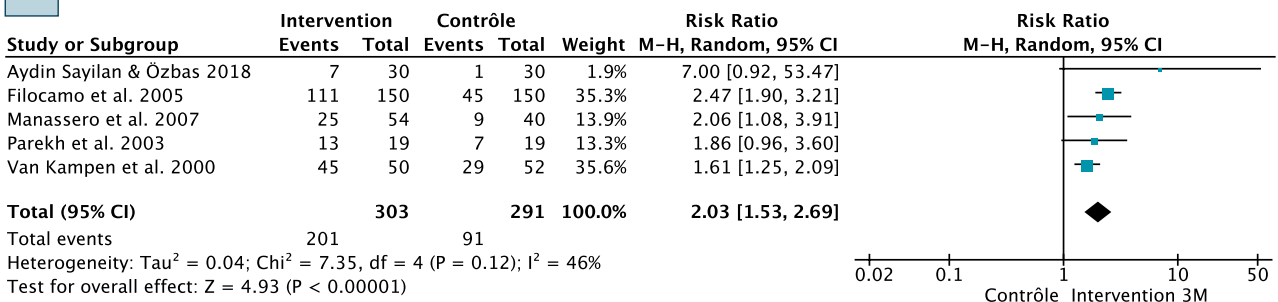 Intervention Contrôle Risk Ratio Risk Ratio
Study or Subgroup Events Total Events Total Weight M-H, Random, 95% CI M-H, Random, 95% CI
Aydin Sayilan & Özbas 2018 7 30 1 30 1.9% 7.00 [0.92, 53.47]
Filocamo et al. 2005 111 150 45 150 35.3% 2.47 [1.90, 3.21]
Manassero et al. 2007 25 54 9 40 13.9% 2.06 [1.08, 3.91]
Parekh et al. 2003 13 19 7 19 13.3% 1.86 [0.96, 3.60]
Van Kampen et al. 2000 45 50 29 52 35.6% 1.61 [1.25, 2.09]
Total (95% CI) 303 291 100.0% 2.03 [1.53, 2.69]
Total events 201 91
Heterogeneity: Tau² = 0.04; Chi² = 7.35, df = 4 (P = 0.12); I² = 46%
Test for overall effect: Z = 4.93 (P < 0.00001)
0.02 0.1 1 10 50
Contrôle Intervention 3M